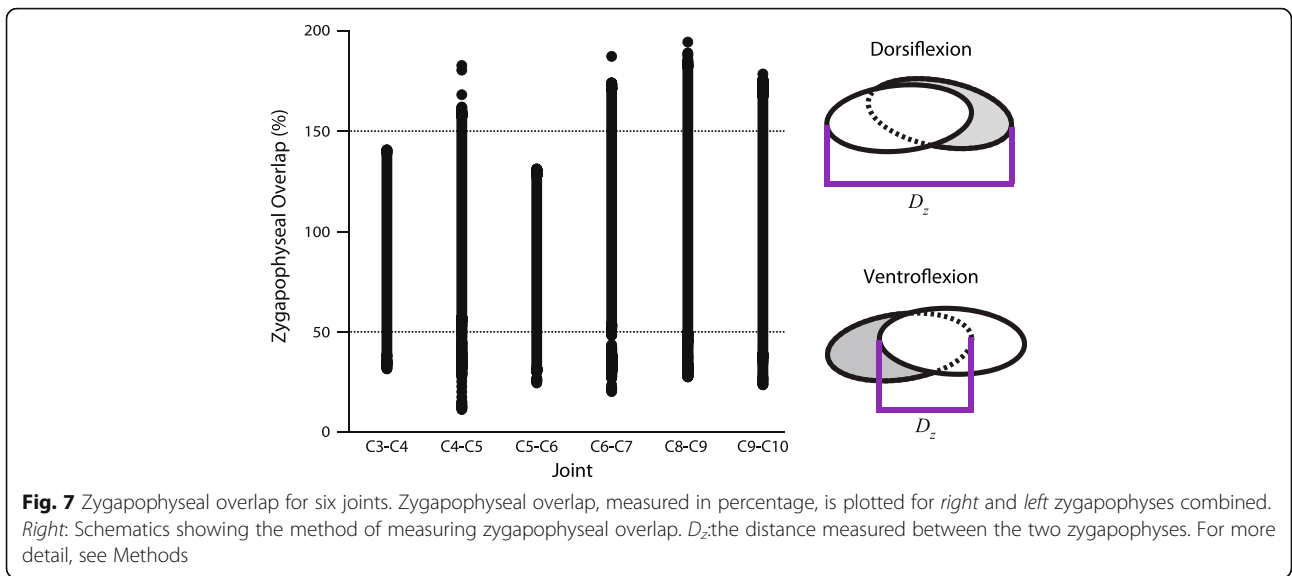 200
150
100
50
0
Zygapophyseal Overlap (%)
C3-C4 C4-C5 C5-C6 C6-C7 C8-C9 C9-C10
Joint
Dorsiflexion
Dz
Ventroflexion
Dz
Fig. 7 Zygapophyseal overlap for six joints. Zygapophyseal overlap, measured in percentage, is plotted for right and left zygapophyses combined.
Right: Schematics showing the method of measuring zygapophyseal overlap. Dz:the distance measured between the two zygapophyses. For more
detail, see Methods